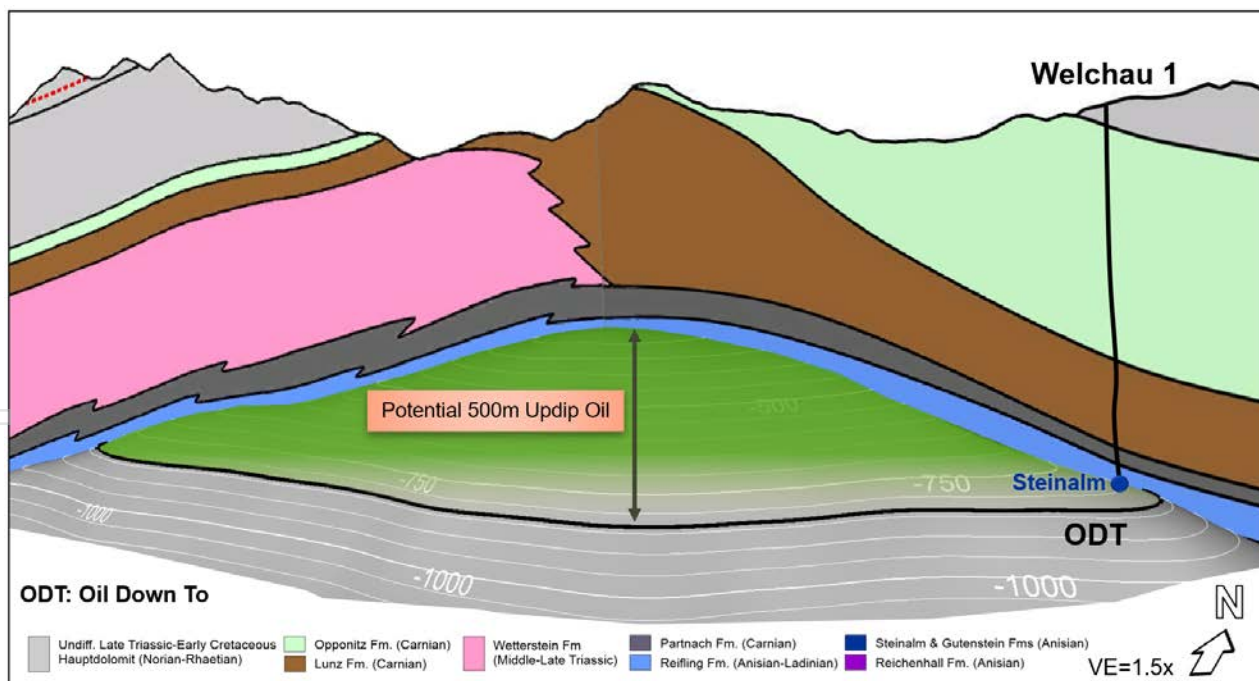 Welchau 1
Potential 500m Updip Oil
-500
-750
-750
Steinalm
ODT
-1000
-1000
-1000
ODT: Oil Down To
N
Undiff. Late Triassic-Early Cretaceous
Hauptdolomit (Norian-Rhaetian)
Opponitz Fm. (Carnian)
Lunz Fm. (Carnian)
Wetterstein Fm
(Middle-Late Triassic)
Partnach Fm. (Carnian)
Reifling Fm. (Anisian-Ladinian)
Steinalm & Gutenstein Fms (Anisian)
Reichenhall Fm. (Anisian)
VE=1.5x